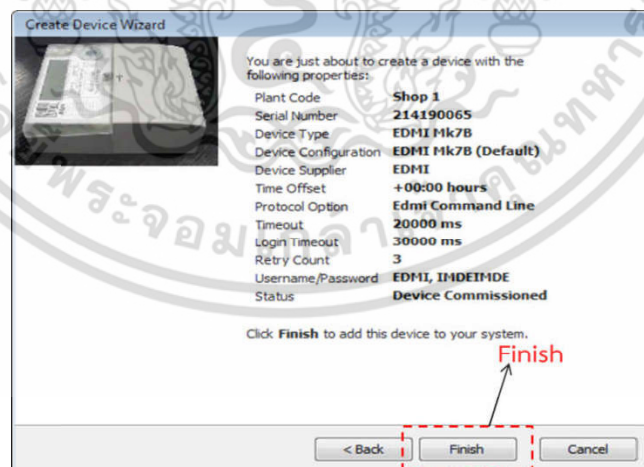 Create Device Wizard
You are just about to create a device with the
following properties:
Plant Code Shop 1
Serial Number 214190065
Device Type EDMI Mk7B
Device Configuration EDMI Mk7B (Default)
Device Supplier EDMI
Time Offset +00:00 hours
Protocol Option Edmi Command Line
Timeout 20000 ms
Login Timeout 30000 ms
Retry Count 3
Username/Password EDMI, IMDEIMDE
Status Device Commissioned
Click Finish to add this device to your system.
Finish
< Back Finish Cancel